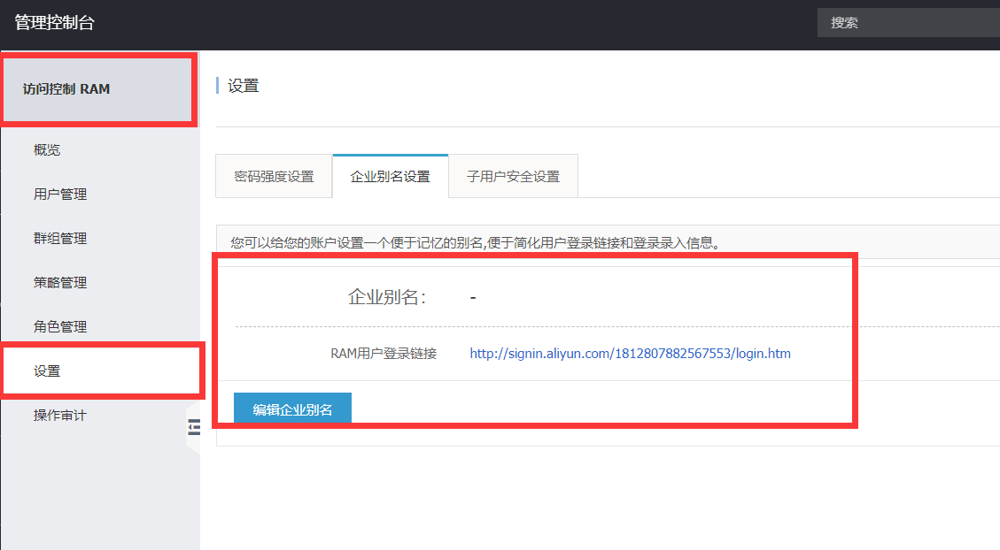 管理控制台
搜索
访问控制 RAM
概览
用户管理
群组管理
策略管理
角色管理
设置
操作审计
设置
密码强度设置 企业别名设置 子用户安全设置
您可以给您的账户设置一个便于记忆的别名,便于简化用户登录链接和登录录入信息。
企业别名： -
RAM用户登录链接 http://signin.aliyun.com/1812807882567553/login.htm
编辑企业别名